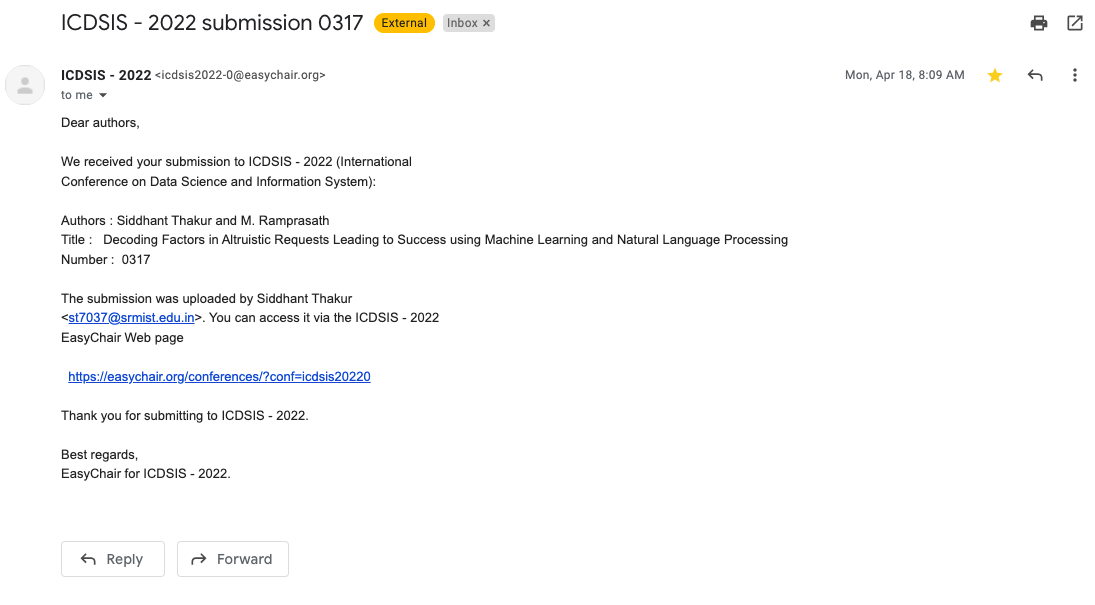 ICDSIS - 2022 submission 0317 External Inbox ×
ICDSIS - 2022 <icdsis2022-0@easychair.org> Mon, Apr 18, 8:09 AM
to me
Dear authors,
We received your submission to ICDSIS - 2022 (International
Conference on Data Science and Information System):
Authors : Siddhant Thakur and M. Ramprasath
Title : Decoding Factors in Altruistic Requests Leading to Success using Machine Learning and Natural Language Processing
Number : 0317
The submission was uploaded by Siddhant Thakur
<st7037@srmist.edu.in>. You can access it via the ICDSIS - 2022
EasyChair Web page
https://easychair.org/conferences/?conf=icdsis20220
Thank you for submitting to ICDSIS - 2022.
Best regards,
EasyChair for ICDSIS - 2022.
Reply Forward